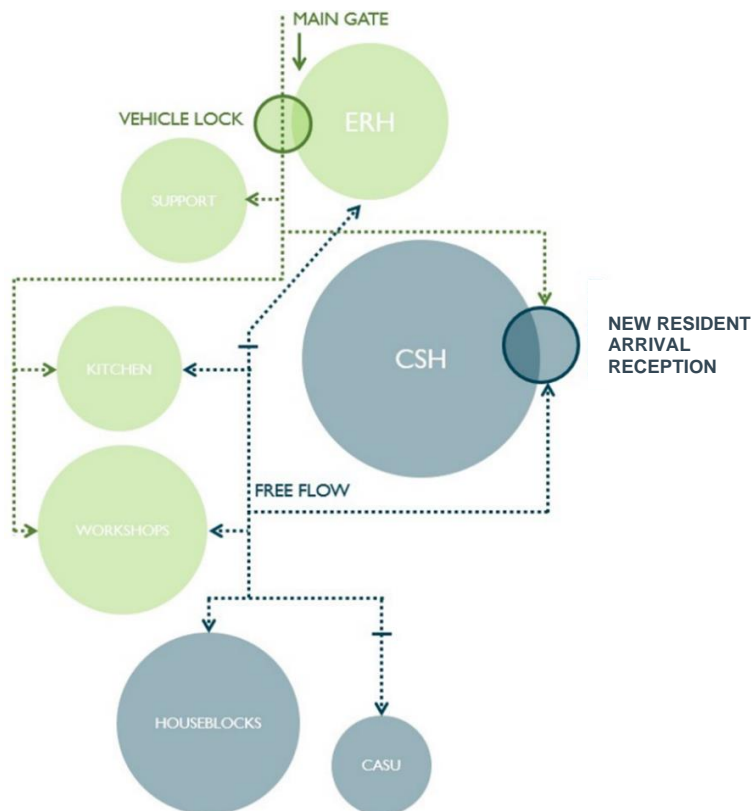 MAIN GATE
VEHICLE LOCK
ERH
SUPPORT
NEW RESIDENT
ARRIVAL
RECEPTION
CSH
KITCHEN
FREE FLOW
WORKSHOPS
HOUSEBLOCKS
CASU